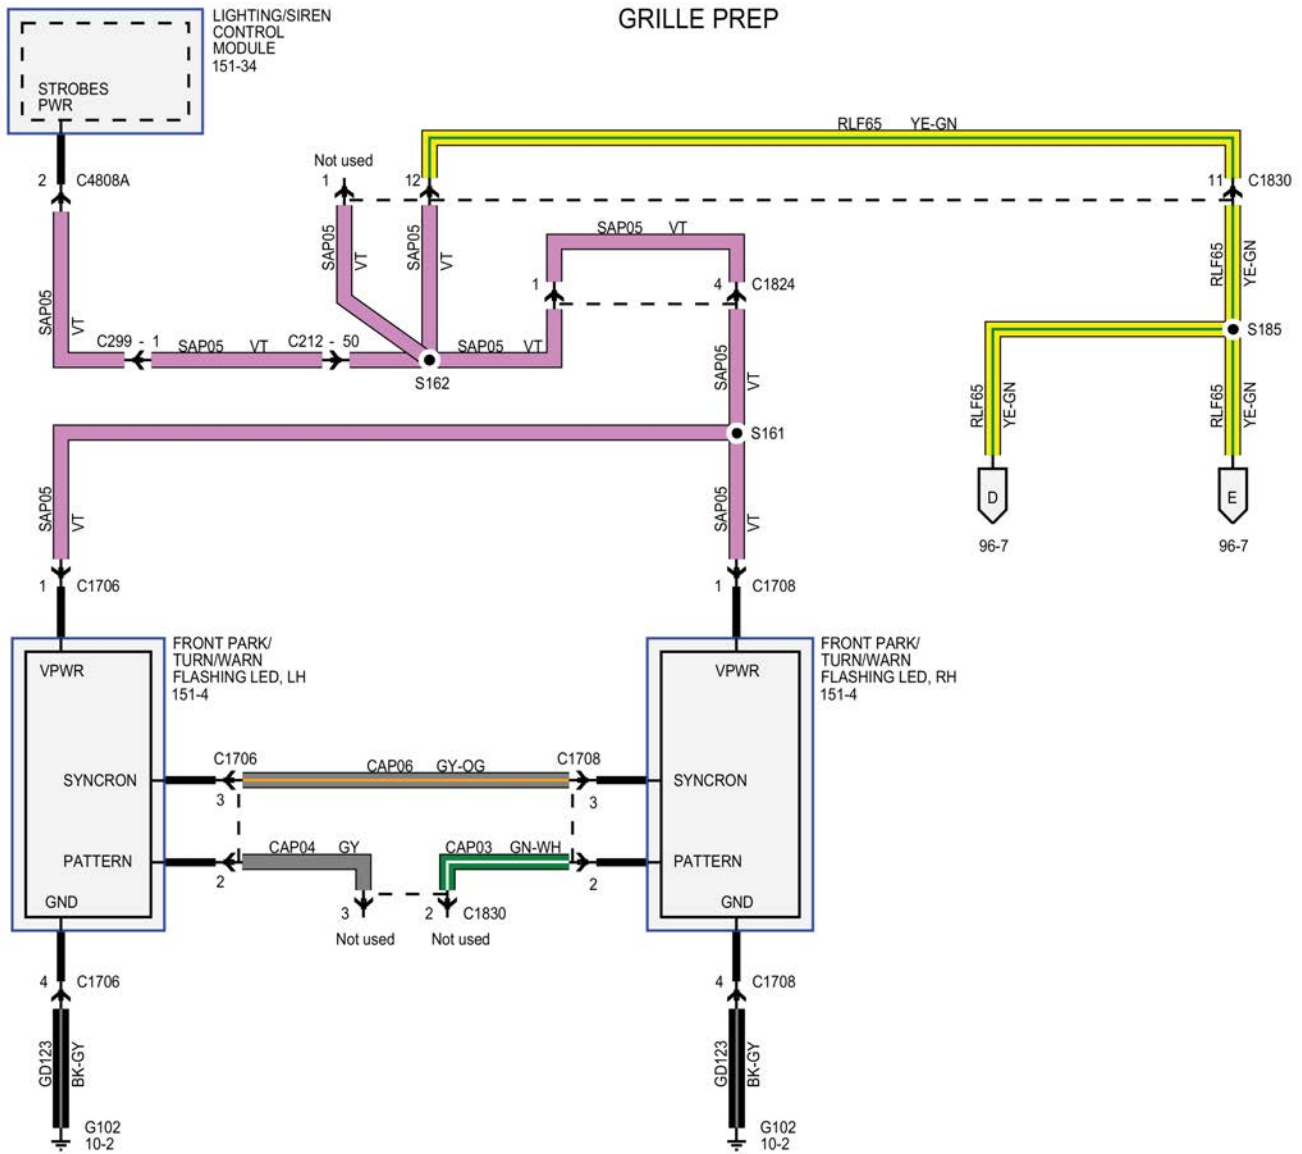 GRILLE PREP
LIGHTING/SIREN
CONTROL
MODULE
151-34
STROBES
PWR
2 C4808A
SAP05
VT
C299 - 1
SAP05 VT
C212 - 50
Not used
1
SAP05
VT
12
SAP05
VT
S162
SAP05 VT
1
SAP05 VT
4 C1824
SAP05
VT
RLF65 YE-GN
11 C1830
RLF65
YE-GN
S185
RLF65
YE-GN
RLF65
YE-GN
D
96-7
E
96-7
S161
SAP05
VT
SAP05
VT
1 C1706
1 C1708
FRONT PARK/
TURN/WARN
FLASHING LED, LH
151-4
VPWR
SYNCRON
PATTERN
GND
FRONT PARK/
TURN/WARN
FLASHING LED, RH
151-4
VPWR
SYNCRON
PATTERN
GND
C1706
3
CAP06 GY-OG
C1708
3
2
CAP04 GY
CAP03 GN-WH
2
3
2 C1830
Not used
Not used
4 C1706
GD123
BK-GY
G102
10-2
4 C1708
GD123
BK-GY
G102
10-2